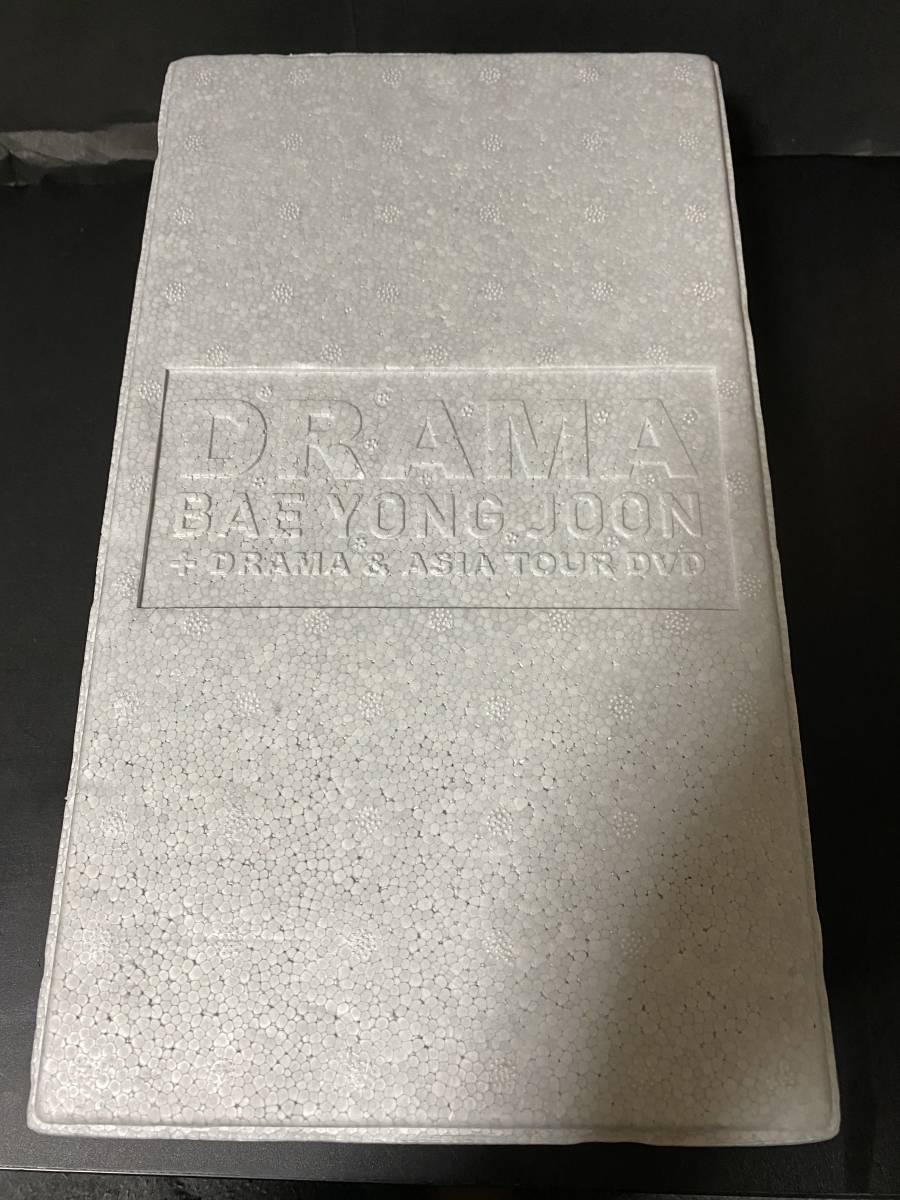 DRAMA
BAE YONG JOON
+ DRAMA & ASIA TOUR DVD